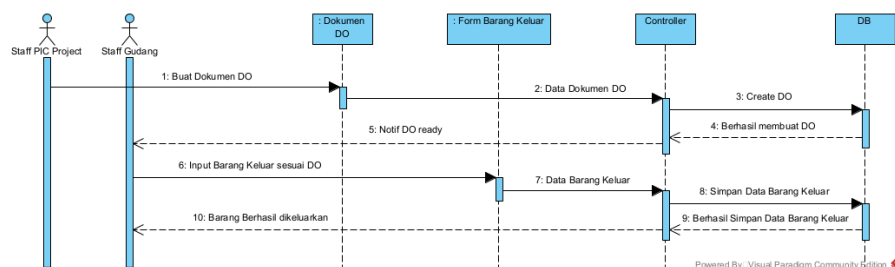 : Dokumen
DO
: Form Barang Keluar
Controller
DB
Staff PIC Project
Staff Gudang
1: Buat Dokumen DO
2: Data Dokumen DO
3: Create DO
4: Berhasil membuat DO
5: Notif DO ready
6: Input Barang Keluar sesuai DO
7: Data Barang Keluar
8: Simpan Data Barang Keluar
9: Berhasil Simpan Data Barang Keluar
10: Barang Berhasil dikeluarkan
Powered By Visual Paradigm Community Edition